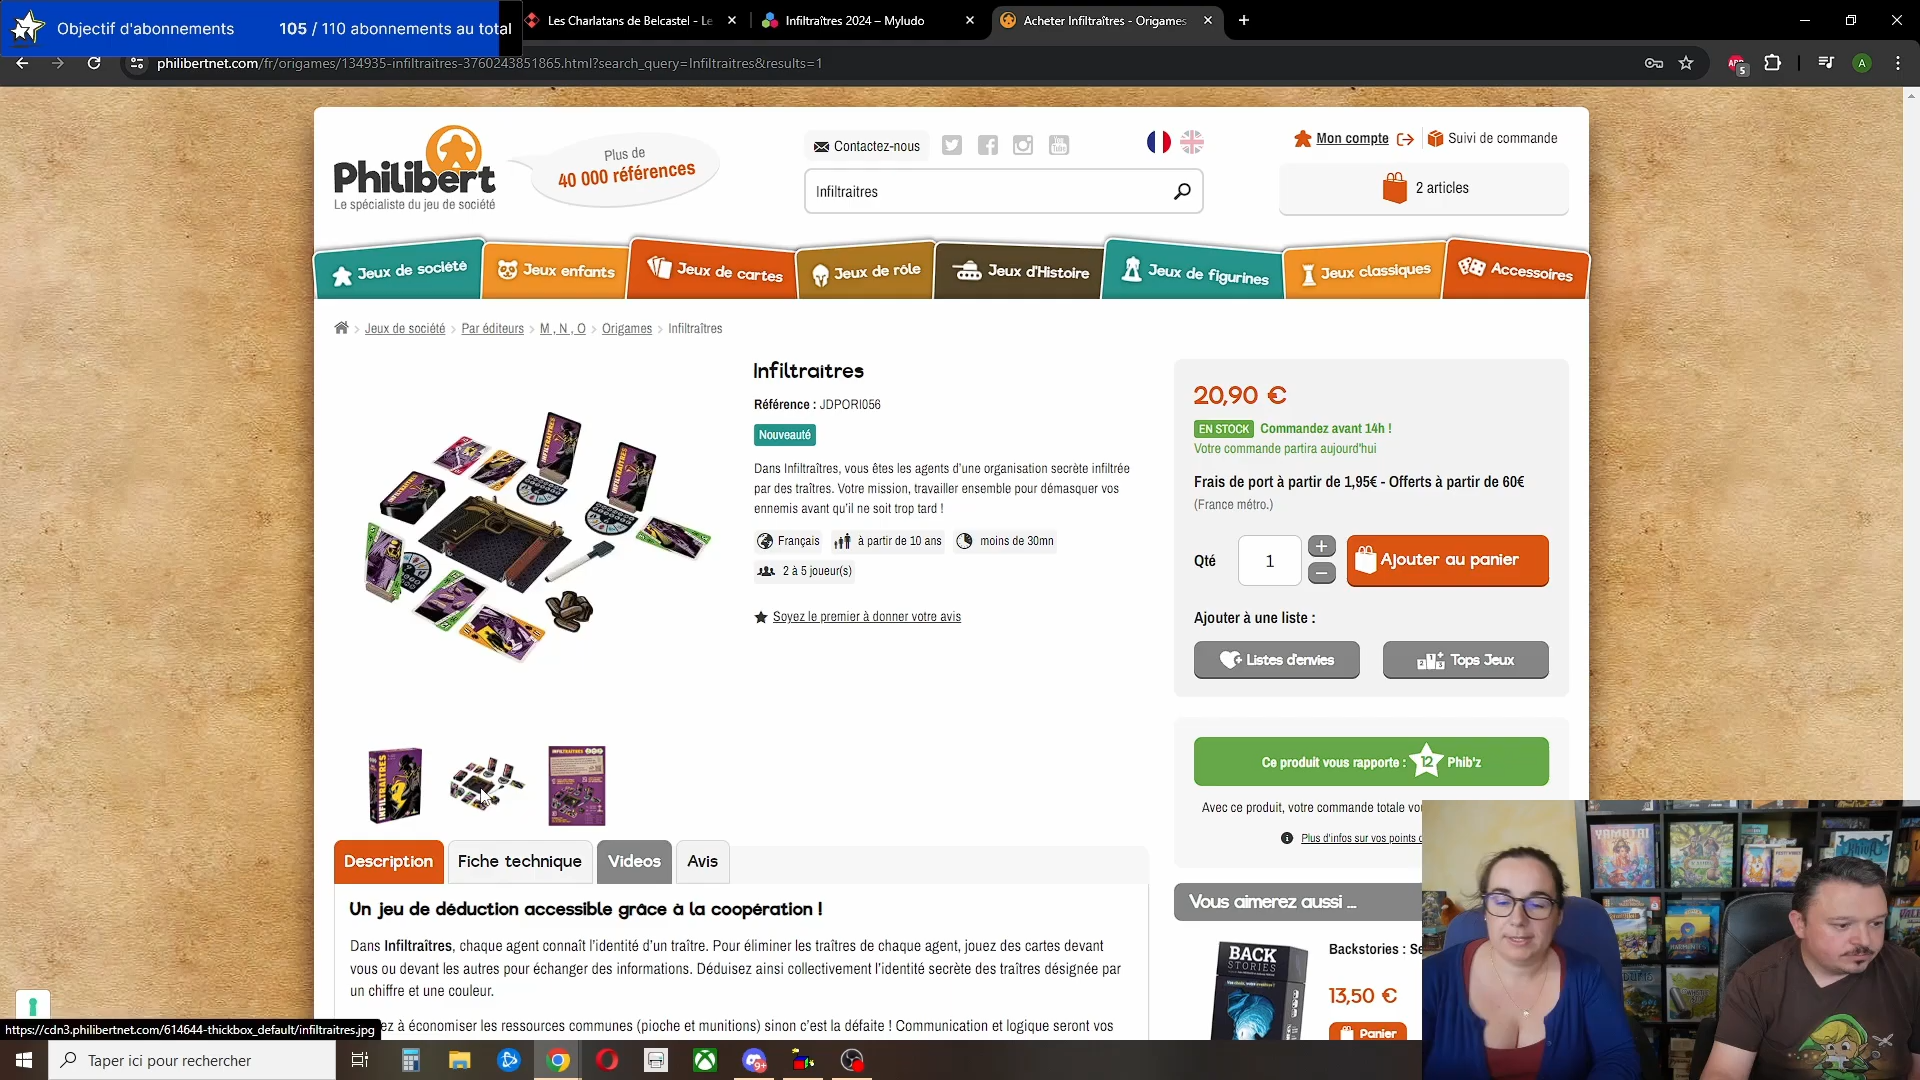 Objectif d'abonnements 105 / 110 abonnements au total
Les Charlatans de Belcastel - Le
Infiltraîtres 2024 – Myludo
Acheter Infiltraîtres - Origames
philibertnet.com/fr/origames/134935-infiltraitres-3760243851865.html?search_query=Infiltraitres&results=1
5
A
Philibert
Le spécialiste du jeu de société
Plus de
40 000 références
Contactez-nous
Infiltraitres
Mon compte
Suivi de commande
2 articles
Jeux de société
Jeux enfants
Jeux de cartes
Jeux de rôle
Jeux d'Histoire
Jeux de figurines
Jeux classiques
Accessoires
Jeux de société > Par éditeurs > M , N , O > Origames > Infiltraîtres
Infiltraîtres
Référence : JDPORI056
Nouveauté
Dans Infiltraîtres, vous êtes les agents d'une organisation secrète infiltrée
par des traîtres. Votre mission, travailler ensemble pour démasquer vos
ennemis avant qu'il ne soit trop tard !
Français
à partir de 10 ans
moins de 30mn
2 à 5 joueur(s)
Soyez le premier à donner votre avis
20,90 €
EN STOCK Commandez avant 14h !
Votre commande partira aujourd'hui
Frais de port à partir de 1,95€ - Offerts à partir de 60€
(France métro.)
Qté
1
Ajouter au panier
Ajouter à une liste :
Listes d'envies
Tops Jeux
Ce produit vous rapporte : 12 Phib'z
Avec ce produit, votre commande totale vo
Plus d'infos sur vos points
Description
Fiche technique
Videos
Avis
Un jeu de déduction accessible grâce à la coopération !
Dans Infiltraîtres, chaque agent connaît l'identité d'un traître. Pour éliminer les traîtres de chaque agent, jouez des cartes devant
vous ou devant les autres pour échanger des informations. Déduisez ainsi collectivement l'identité secrète des traîtres désignée par
un chiffre et une couleur.
ez à économiser les ressources communes (pioche et munitions) sinon c'est la défaite ! Communication et logique seront vos
Vous aimerez aussi ...
BACK
STORIES
Backstories : Se
13,50 €
Panier
https://cdn3.philibertnet.com/614644-thickbox_default/infiltraitres.jpg
Taper ici pour rechercher
9+
YAMATAI
INFILTRAÎTRES
INFILTRAÎTRES
INFILTRAÎTRES
INFILTRAÎTRES